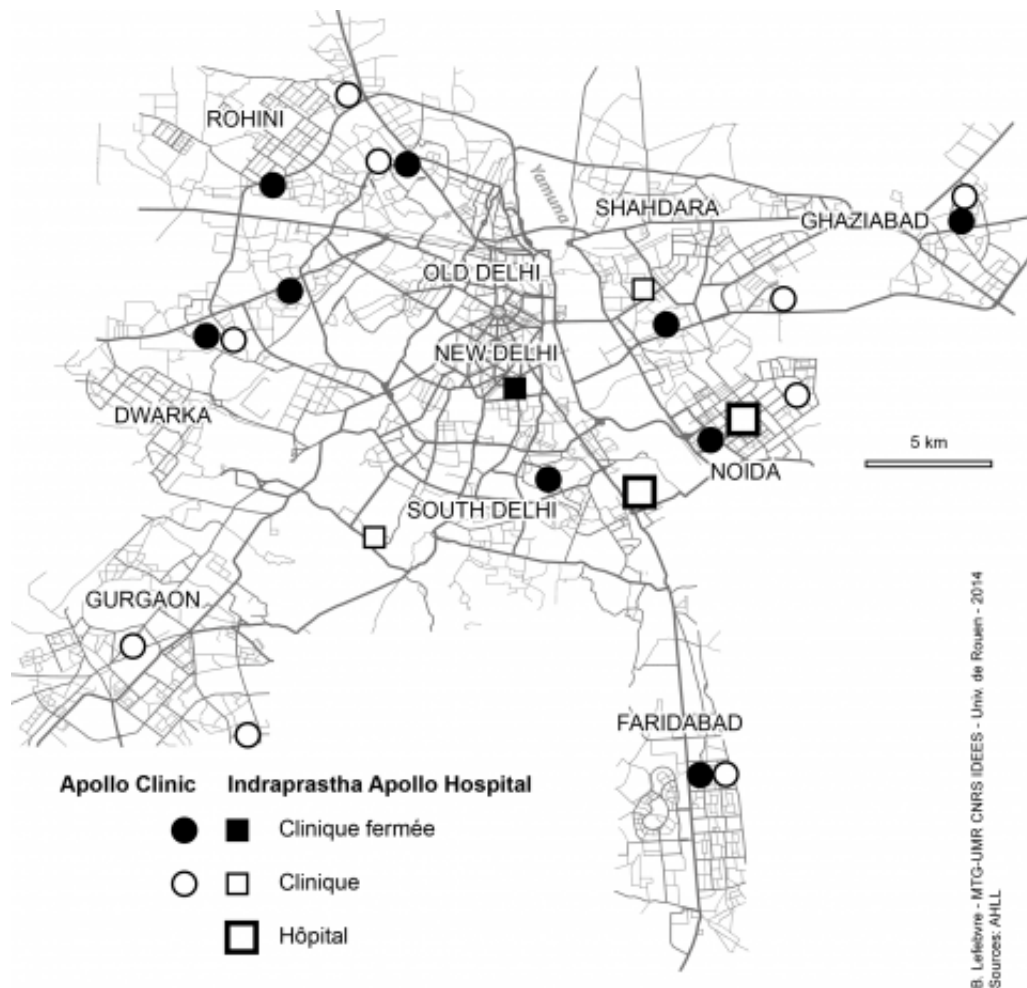 ROHINI
Yamuna
SHAHDARA
GHAZIABAD
OLD DELHI
NEW DELHI
DWARKA
5 km
NOIDA
SOUTH DELHI
GURGAON
FARIDABAD
Apollo Clinic Indraprastha Apollo Hospital
Clinique fermée
Clinique
Hôpital
B. Lefebvre - MTG-UMR CNRS IDEES - Univ. de Rouen - 2014
Sources: AHLL